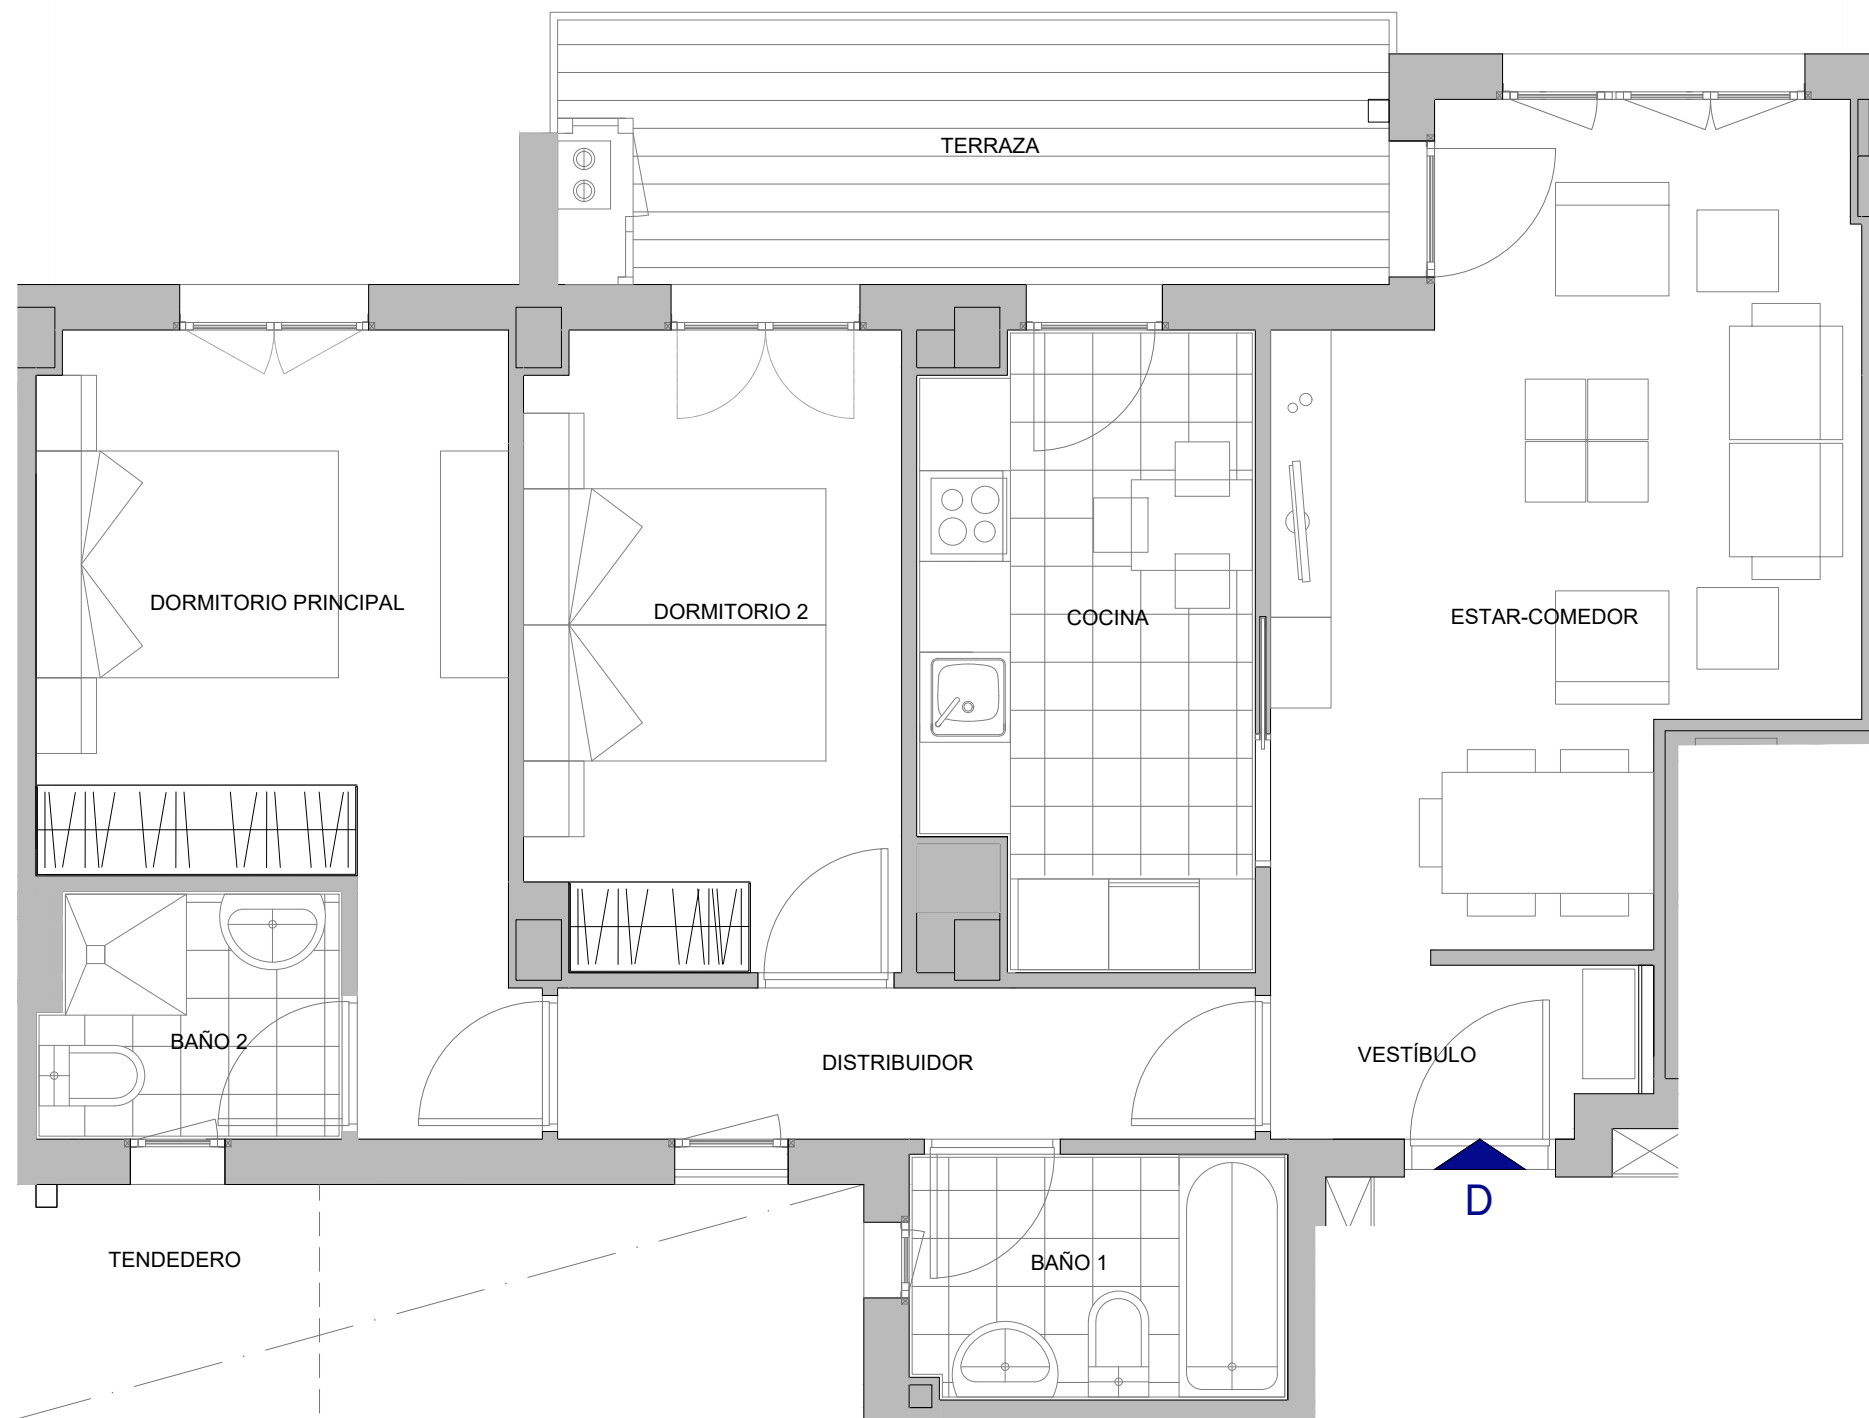 TERRAZA
DORMITORIO PRINCIPAL
DORMITORIO 2
COCINA
ESTAR-COMEDOR
BAÑO 2
DISTRIBUIDOR
VESTÍBULO
D
TENDEDERO
BAÑO 1